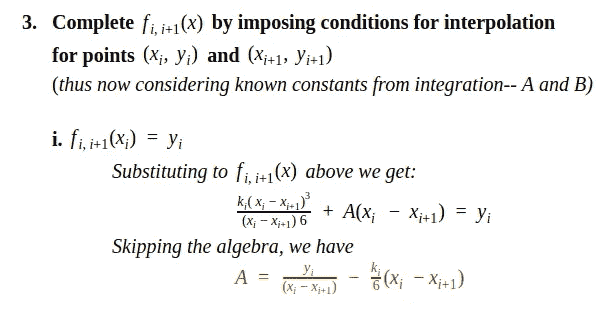 3. Complete f_{i, i+1}(x) by imposing conditions for interpolation
for points (x_i, y_i) and (x_{i+1}, y_{i+1})
(thus now considering known constants from integration-- A and B)
i. f_{i, i+1}(x_i) = y_i
Substituting to f_{i, i+1}(x) above we get:
\frac{k_i(x_i - x_{i+1})^3}{(x_i - x_{i+1}) 6} + A(x_i - x_{i+1}) = y_i
Skipping the algebra, we have
A = \frac{y_i}{(x_i - x_{i+1})} - \frac{k_i}{6}(x_i - x_{i+1})